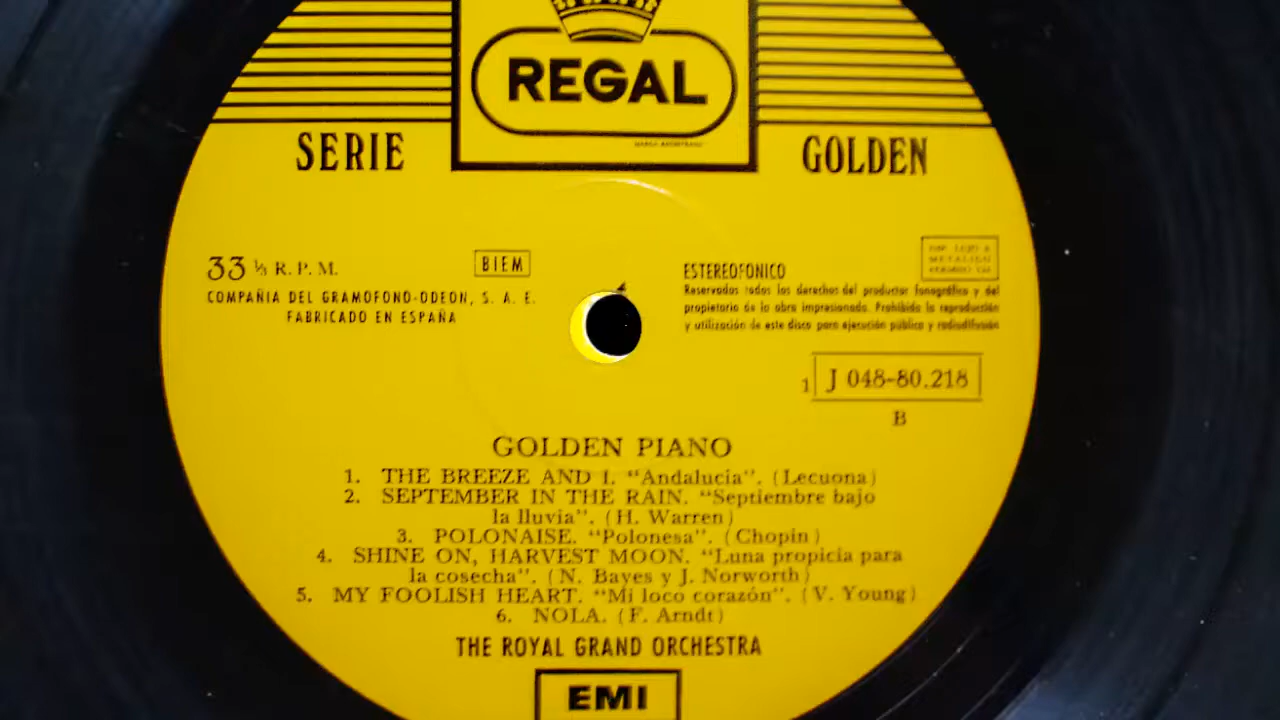 REGAL
SERIE GOLDEN
33 ⅓ R. P. M.
BIEM
COMPAÑIA DEL GRAMOFONO-ODEON, S. A. E.
FABRICADO EN ESPAÑA
ESTEREOFONICO
Reservados todos los derechos del productor fonográfico y del
propietario de la obra impresionada. Prohibida la reproducción
y utilización de este disco para ejecución pública y radiodifusión
1 J 048-80.218
B
GOLDEN PIANO
1. THE BREEZE AND I. "Andalucía". (Lecuona)
2. SEPTEMBER IN THE RAIN. "Septiembre bajo
la lluvia". (H. Warren)
3. POLONAISE. "Polonesa". (Chopin)
4. SHINE ON, HARVEST MOON. "Luna propicia para
la cosecha". (N. Bayes y J. Norworth)
5. MY FOOLISH HEART. "Mi loco corazón". (V. Young)
6. NOLA. (F. Arndt)
THE ROYAL GRAND ORCHESTRA
EMI